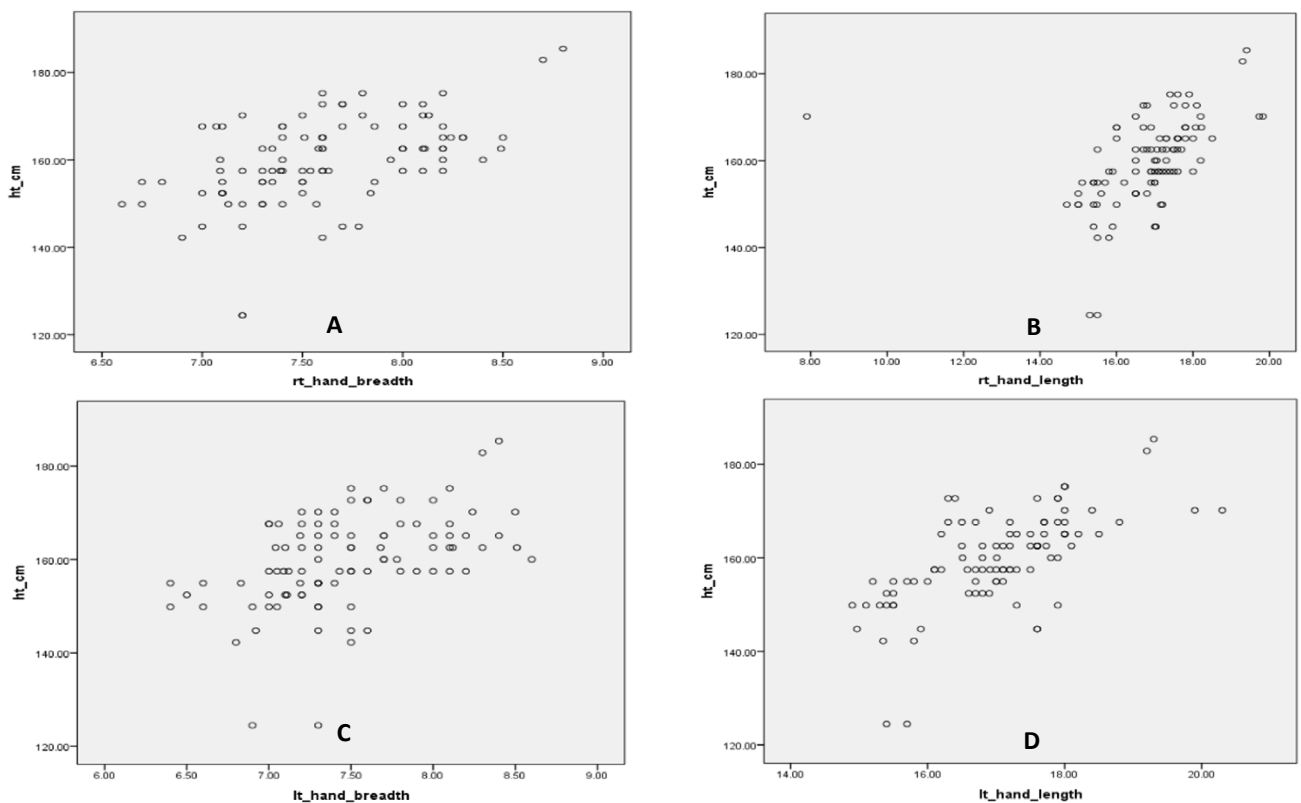 180.00
160.00
140.00
120.00
ht_cm
6.50 7.00 7.50 8.00 8.50 9.00
rt_hand_breadth
A
180.00
160.00
140.00
120.00
ht_cm
8.00 10.00 12.00 14.00 16.00 18.00 20.00
rt_hand_length
B
180.00
160.00
140.00
120.00
ht_cm
6.00 6.50 7.00 7.50 8.00 8.50 9.00
lt_hand_breadth
C
180.00
160.00
140.00
120.00
ht_cm
14.00 16.00 18.00 20.00
lt_hand_length
D